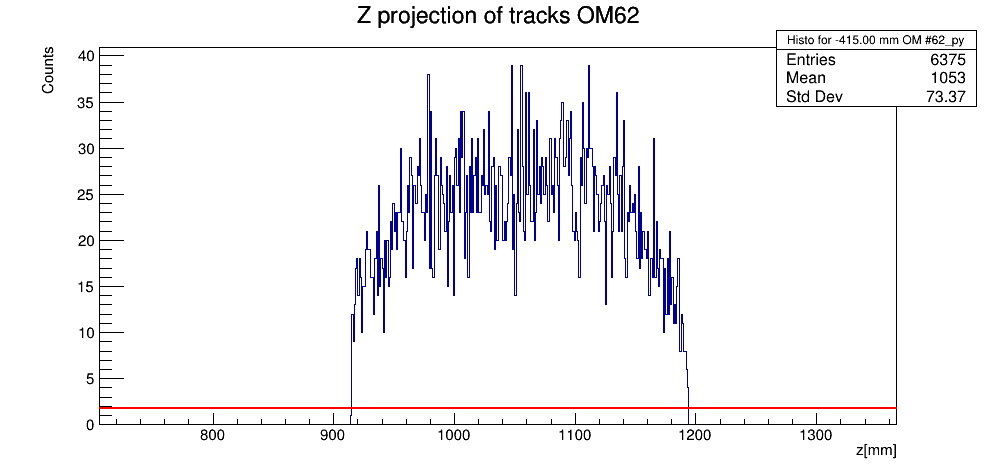 Z projection of tracks OM62
Histo for -415.00 mm OM #62_py
Entries 6375
Mean 1053
Std Dev 73.37
Counts
40
35
30
25
20
15
10
5
0
800 900 1000 1100 1200 1300
z[mm]